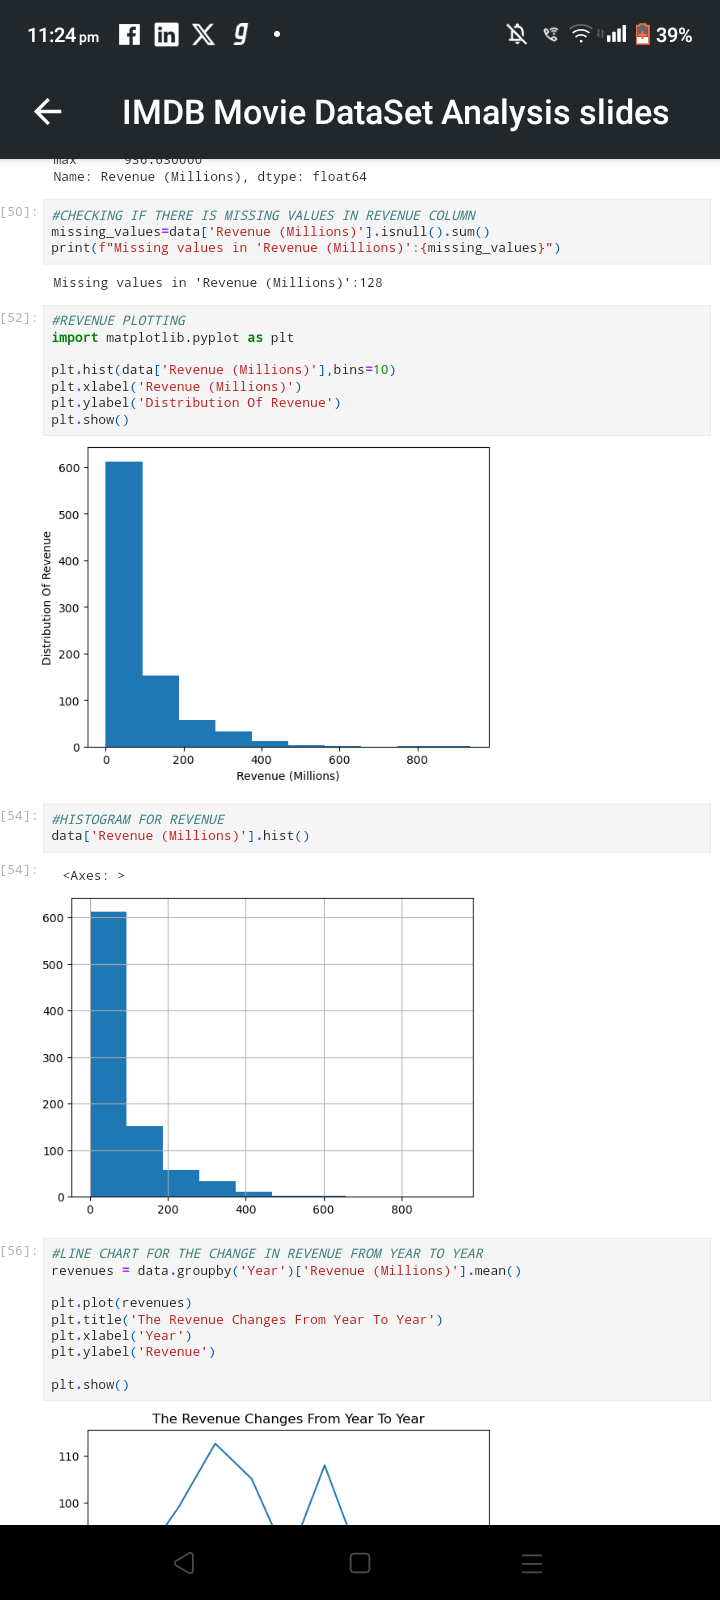 11:24 pm
39%
IMDB Movie DataSet Analysis slides
max 936.630000
Name: Revenue (Millions), dtype: float64
[50]:
#CHECKING IF THERE IS MISSING VALUES IN REVENUE COLUMN
missing_values=data['Revenue (Millions)'].isnull().sum()
print(f"Missing values in 'Revenue (Millions)':{missing_values}")
Missing values in 'Revenue (Millions)':128
[52]:
#REVENUE PLOTTING
import matplotlib.pyplot as plt
plt.hist(data['Revenue (Millions)'],bins=10)
plt.xlabel('Revenue (Millions)')
plt.ylabel('Distribution Of Revenue')
plt.show()
Distribution Of Revenue
600
500
400
300
200
100
0
0 200 400 600 800
Revenue (Millions)
[54]:
#HISTOGRAM FOR REVENUE
data['Revenue (Millions)'].hist()
[54]:
<Axes: >
600
500
400
300
200
100
0
0 200 400 600 800
[56]:
#LINE CHART FOR THE CHANGE IN REVENUE FROM YEAR TO YEAR
revenues = data.groupby('Year')['Revenue (Millions)'].mean()
plt.plot(revenues)
plt.title('The Revenue Changes From Year To Year')
plt.xlabel('Year')
plt.ylabel('Revenue')
plt.show()
The Revenue Changes From Year To Year
110
100